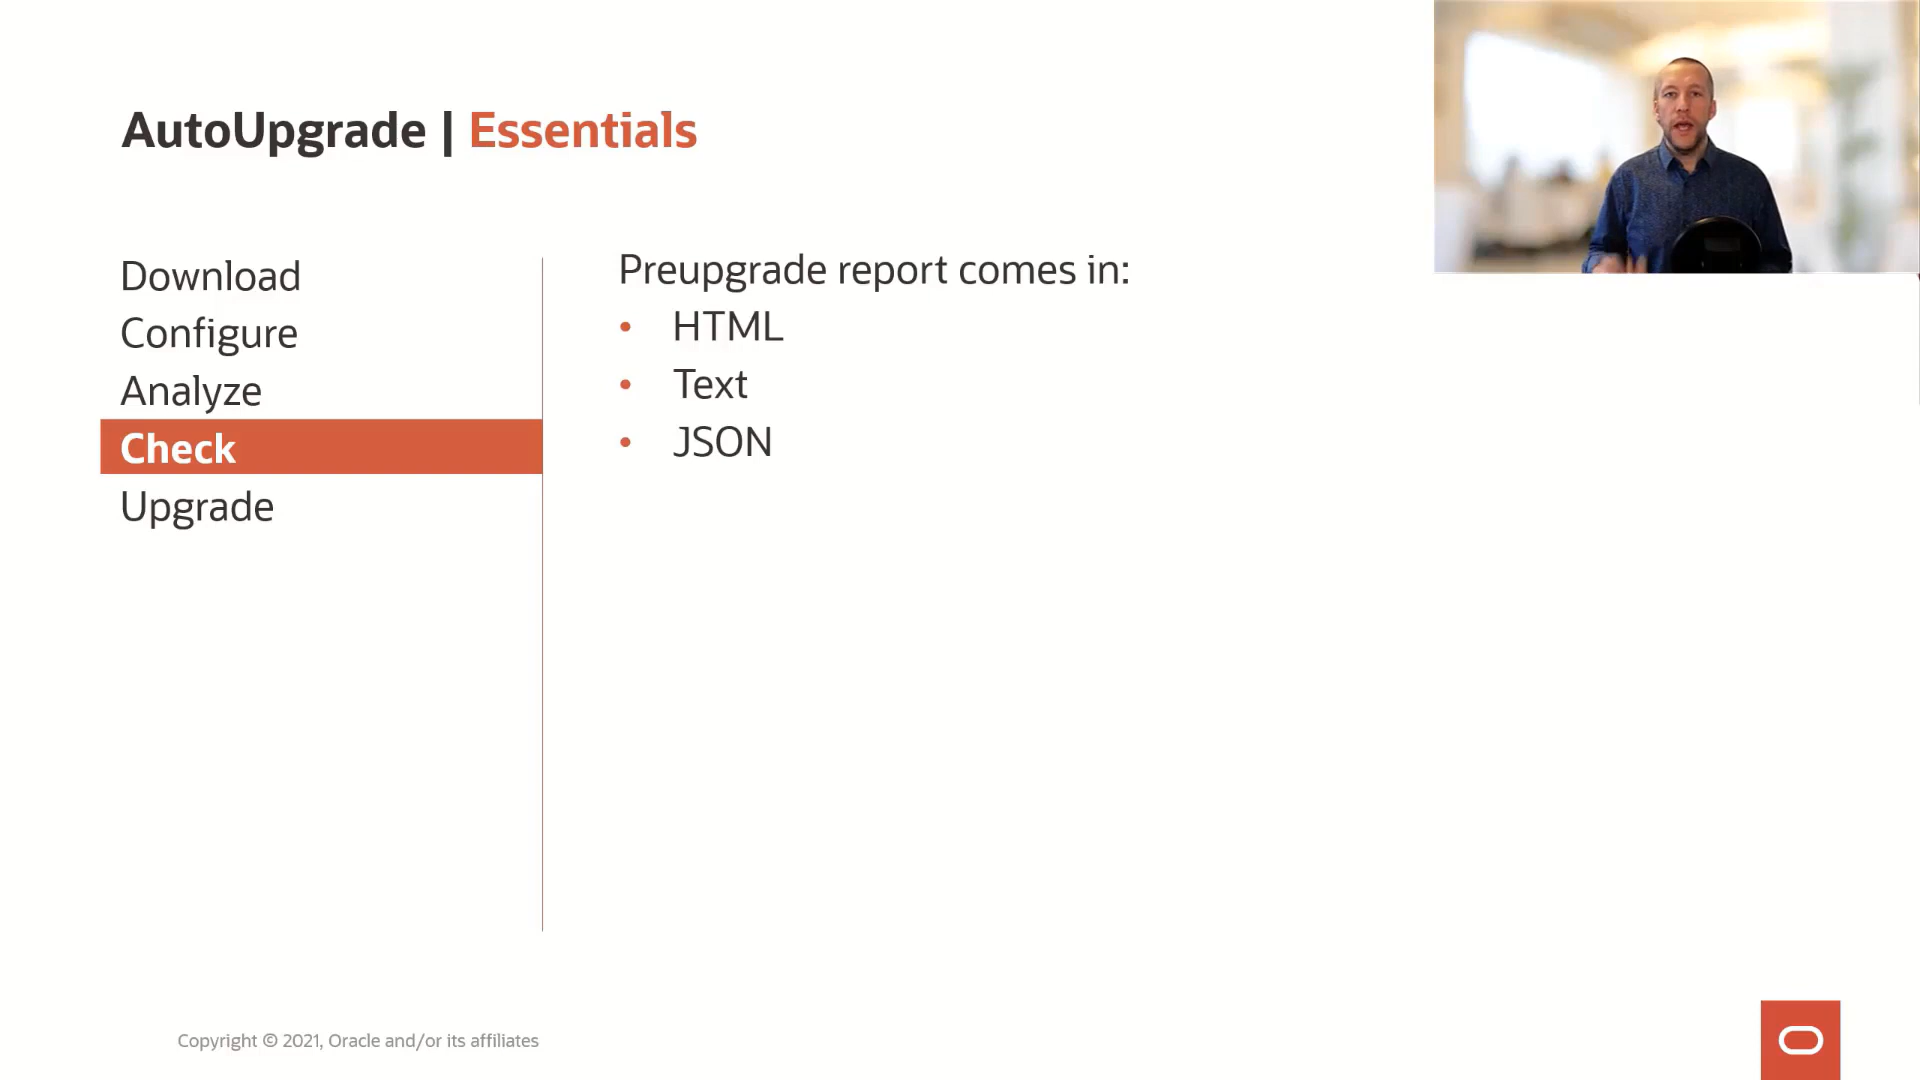 AutoUpgrade | Essentials
Download
Configure
Analyze
Check
Upgrade
Preupgrade report comes in:
• HTML
• Text
• JSON
Copyright © 2021, Oracle and/or its affiliates